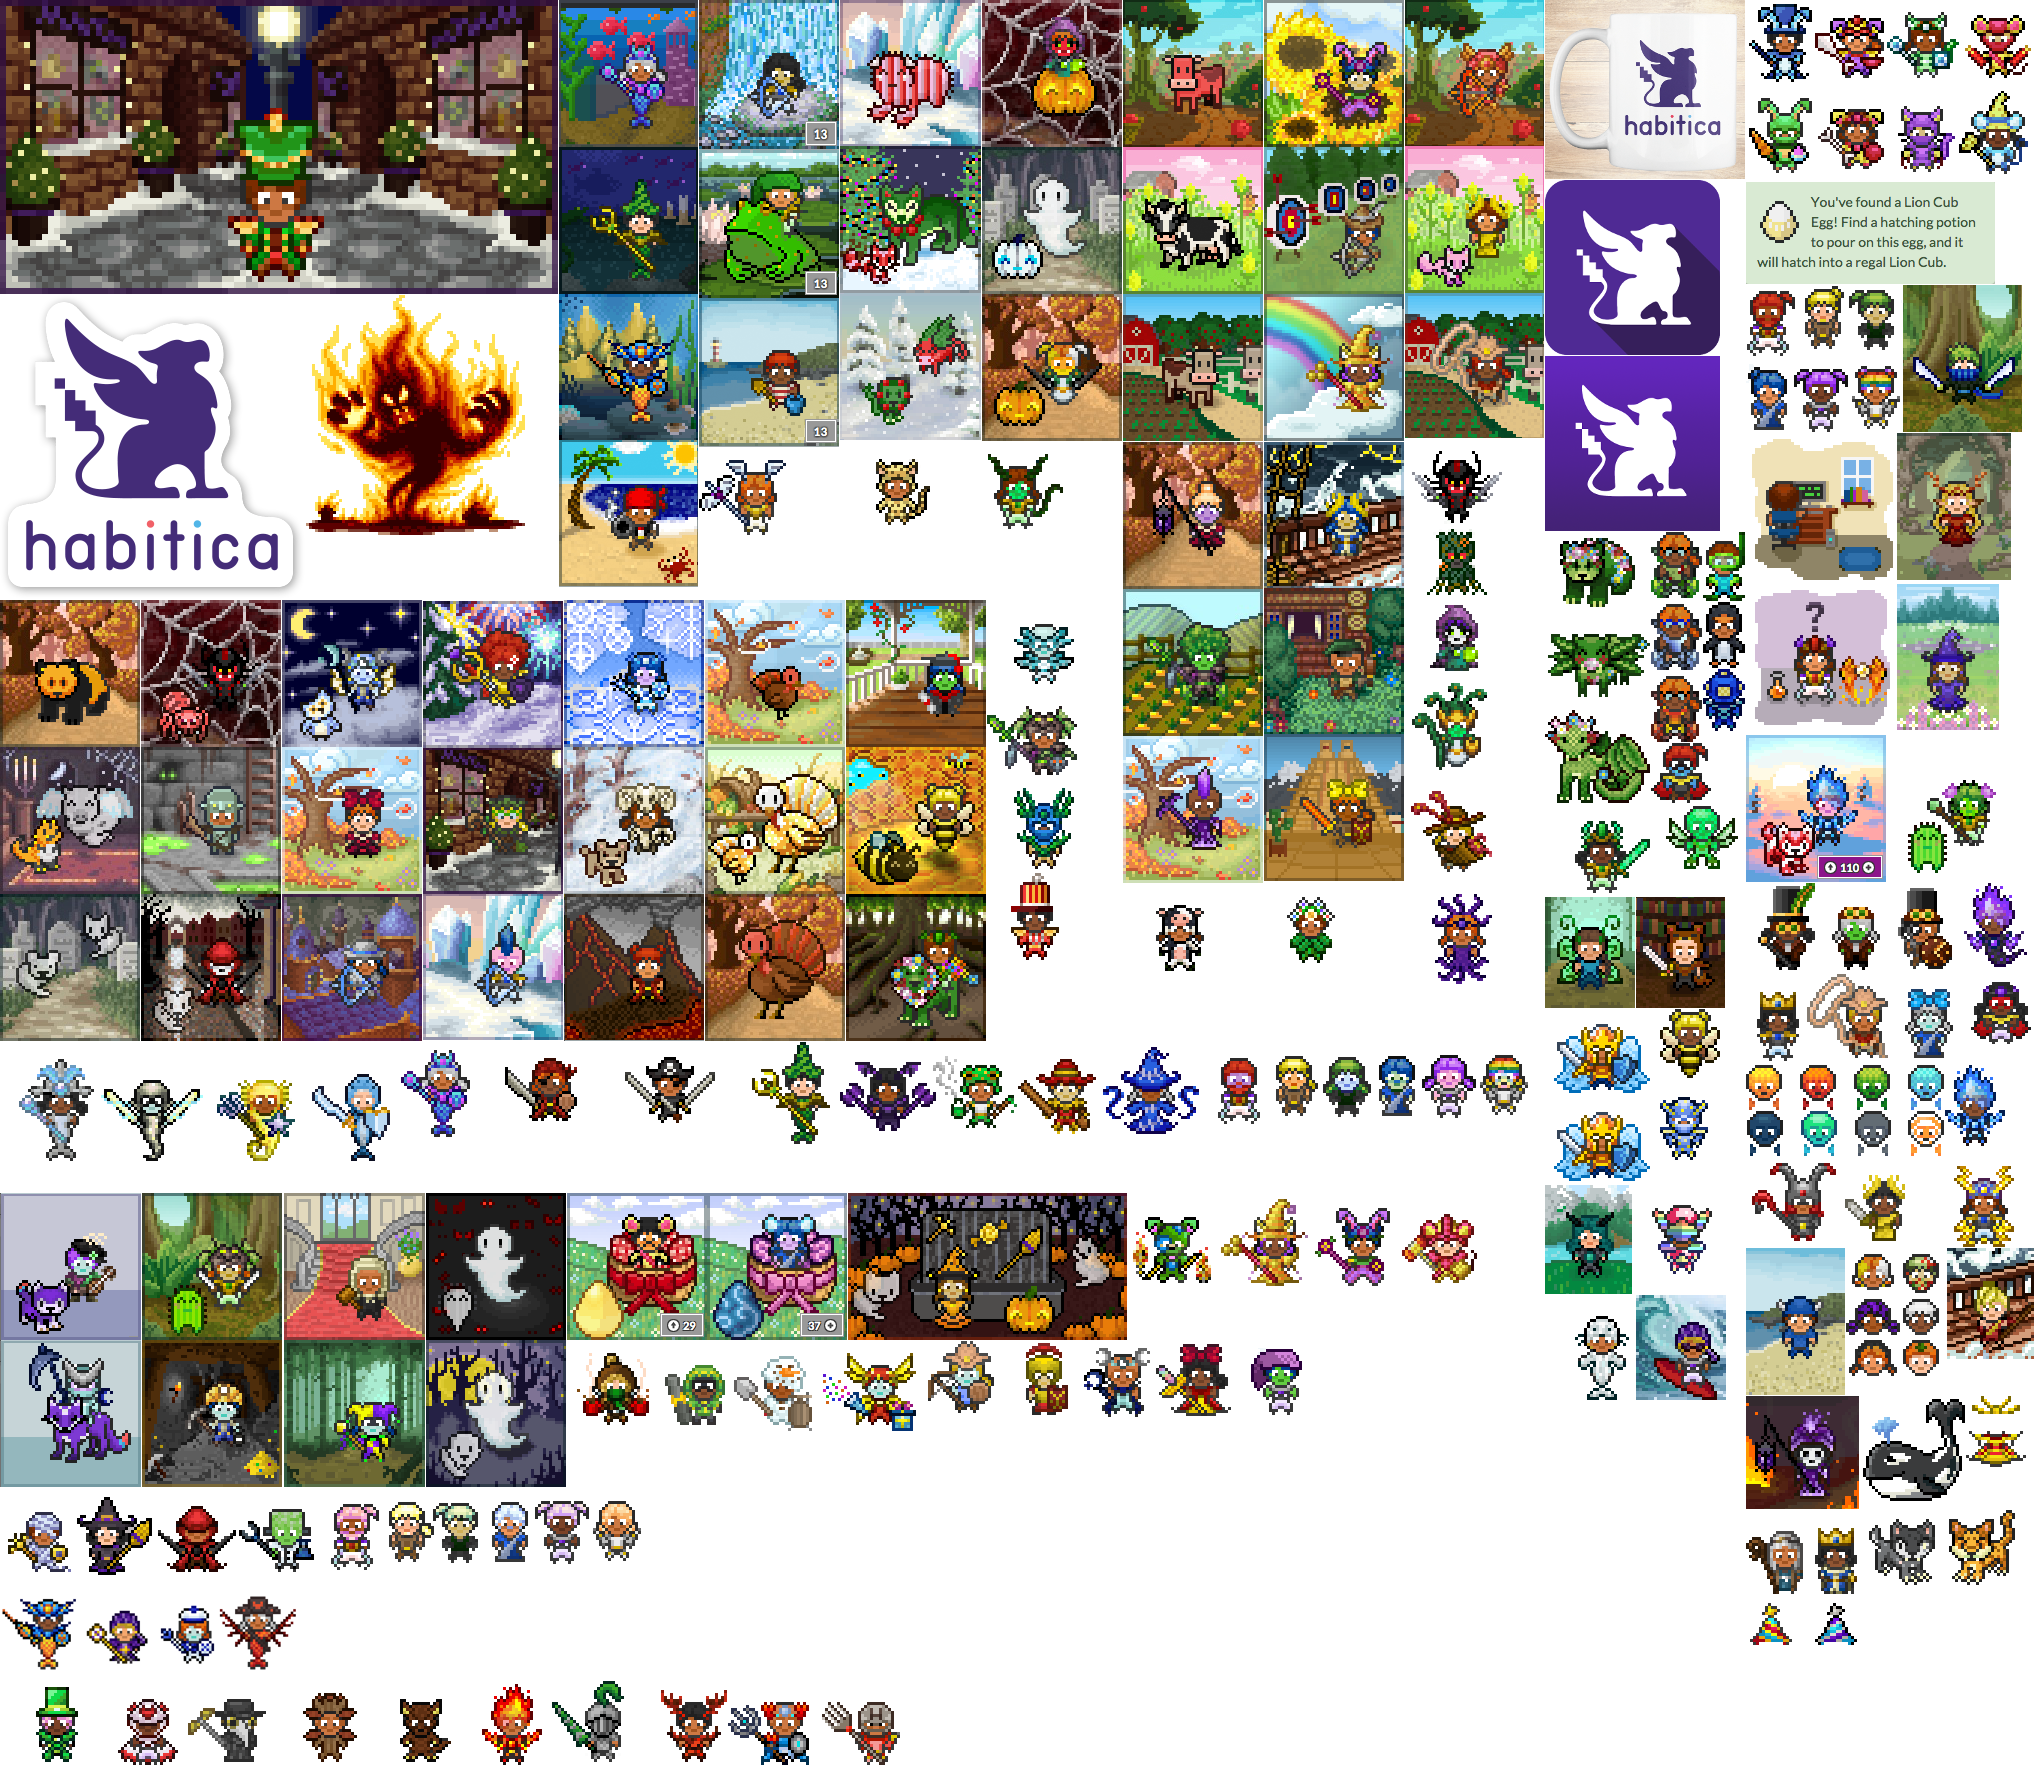 13
13
13
habitica
habitica
You've found a Lion Cub
Egg! Find a hatching potion
to pour on this egg, and it
will hatch into a regal Lion Cub.
?
110
29
37